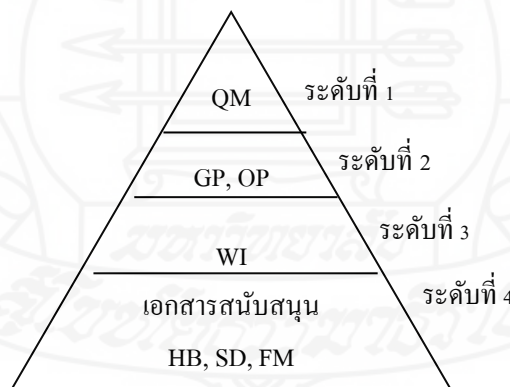 QM ระดับที่ 1
ระดับที่ 2
GP, OP
ระดับที่ 3
WI
ระดับที่ 4
เอกสารสนับสนุน
HB, SD, FM